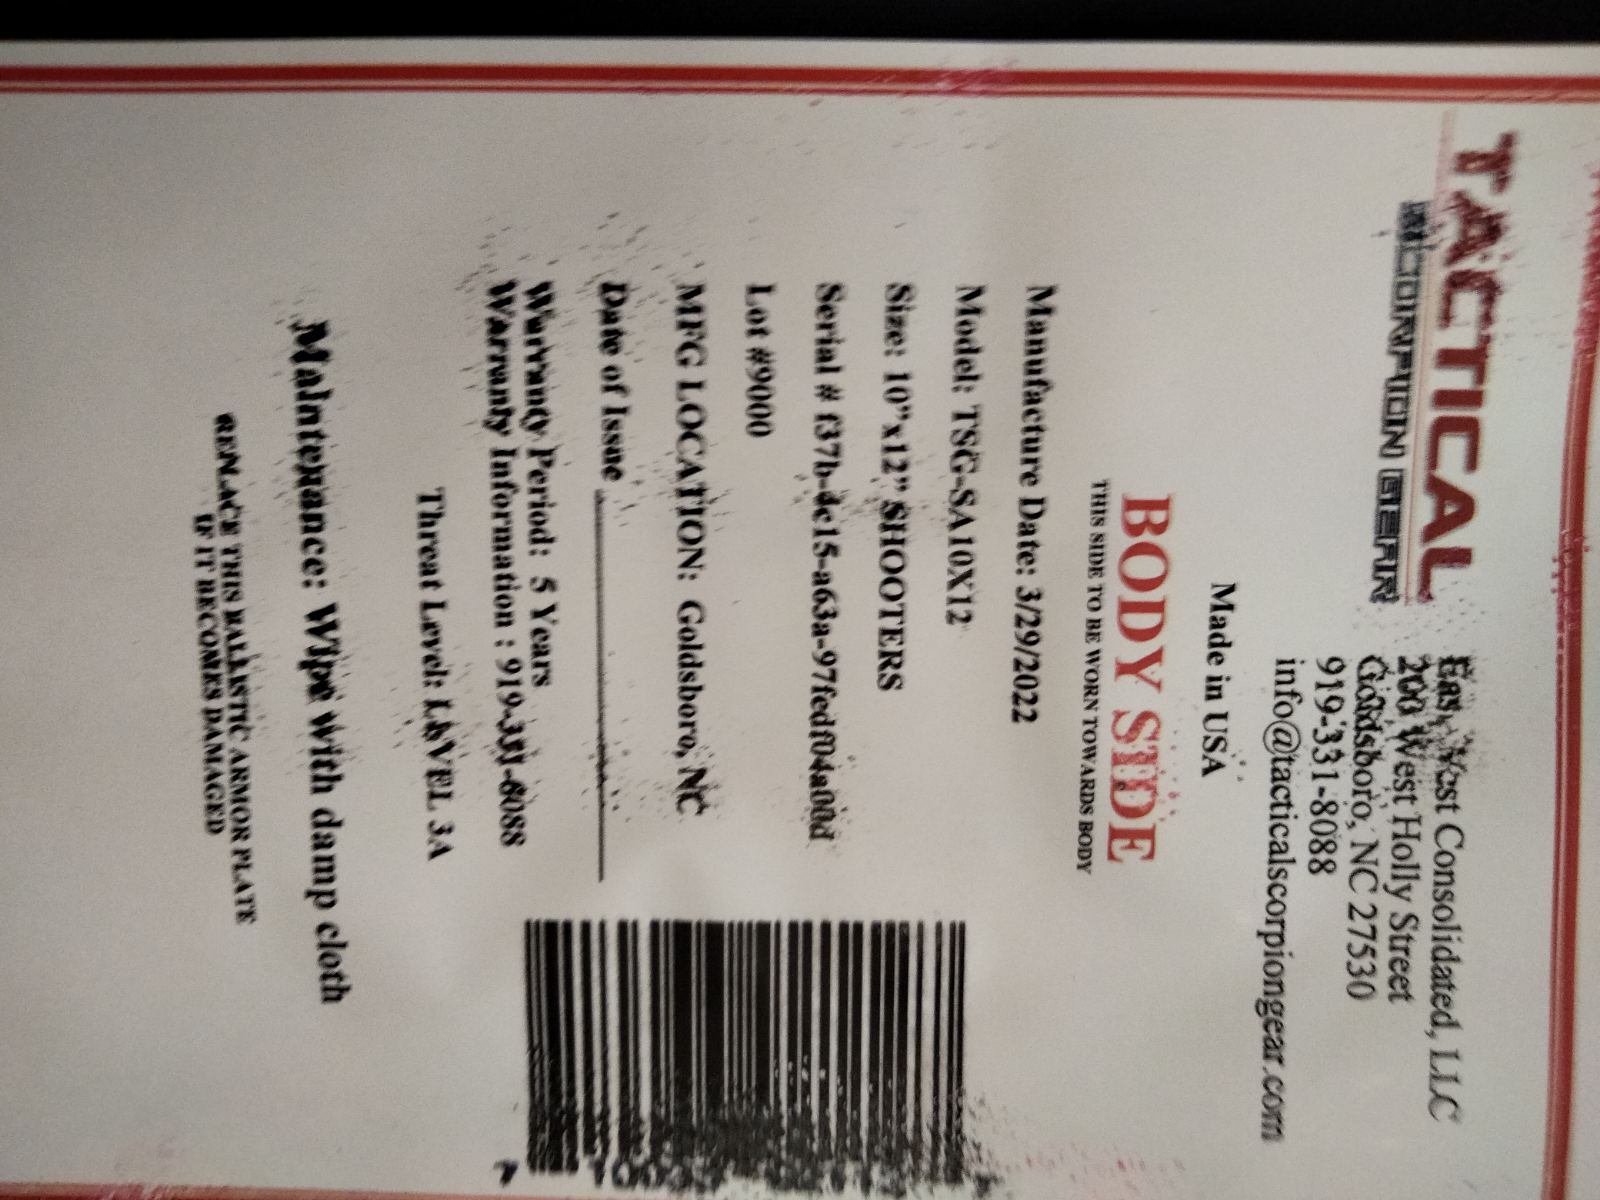 TACTICAL
SCORPION GEAR
East West Consolidated, LLC
200 West Holly Street
Goldsboro, NC 27530
919-331-8088
info@tacticalscorpiongear.com
Made in USA
BODY SIDE
THIS SIDE TO BE WORN TOWARDS BODY
Manufacture Date: 3/29/2022
Model: TSG-SA10X12
Size: 10”x12” SHOOTERS
Serial # f37b-4c15-a63a-97fedf04a00d
Lot #9000
MFG LOCATION: Goldsboro, NC
Date of Issue
Warranty Period: 5 Years
Warranty Information : 919-331-8088
Threat Level: LEVEL 3A
Maintenance: Wipe with damp cloth
REPLACE THIS BALLISTIC ARMOR PLATE
IF IT BECOMES DAMAGED